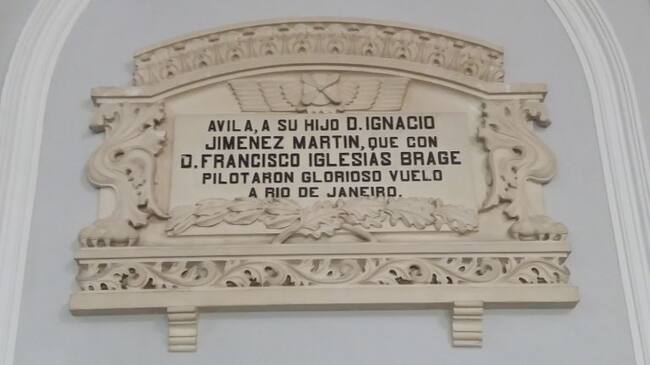 AVILA, A SU HIJO D. IGNACIO
JIMENEZ MARTIN, QUE CON
D. FRANCISCO IGLESIAS BRAGE
PILOTARON GLORIOSO VUELO
A RIO DE JANEIRO.